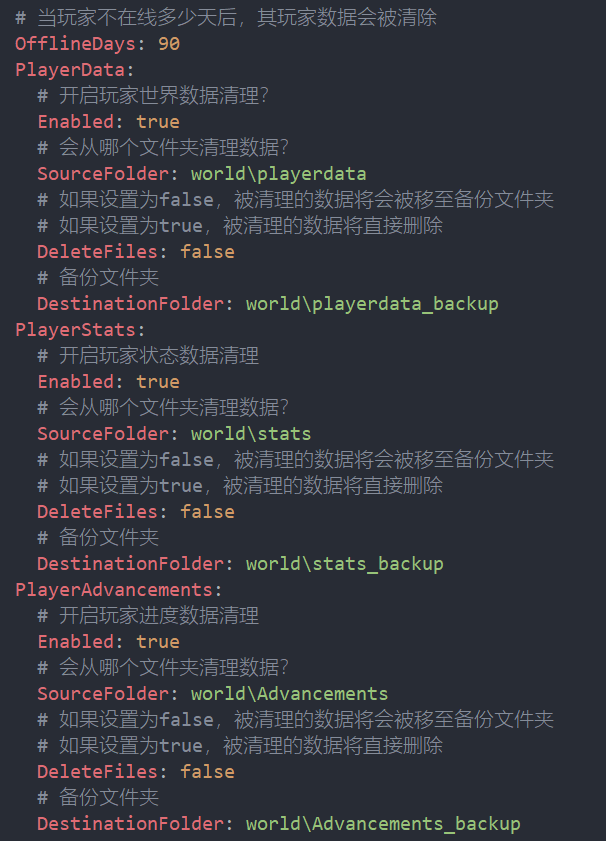 # 当玩家不在线多少天后，其玩家数据会被清除
OfflineDays: 90
PlayerData:
# 开启玩家世界数据清理?
Enabled: true
# 会从哪个文件夹清理数据?
SourceFolder: world\playerdata
# 如果设置为false，被清理的数据将会被移至备份文件夹
# 如果设置为true，被清理的数据将直接删除
DeleteFiles: false
# 备份文件夹
DestinationFolder: world\playerdata_backup
PlayerStats:
# 开启玩家状态数据清理
Enabled: true
# 会从哪个文件夹清理数据?
SourceFolder: world\stats
# 如果设置为false，被清理的数据将会被移至备份文件夹
# 如果设置为true，被清理的数据将直接删除
DeleteFiles: false
# 备份文件夹
DestinationFolder: world\stats_backup
PlayerAdvancements:
# 开启玩家进度数据清理
Enabled: true
# 会从哪个文件夹清理数据?
SourceFolder: world\Advancements
# 如果设置为false，被清理的数据将会被移至备份文件夹
# 如果设置为true，被清理的数据将直接删除
DeleteFiles: false
# 备份文件夹
DestinationFolder: world\Advancements_backup